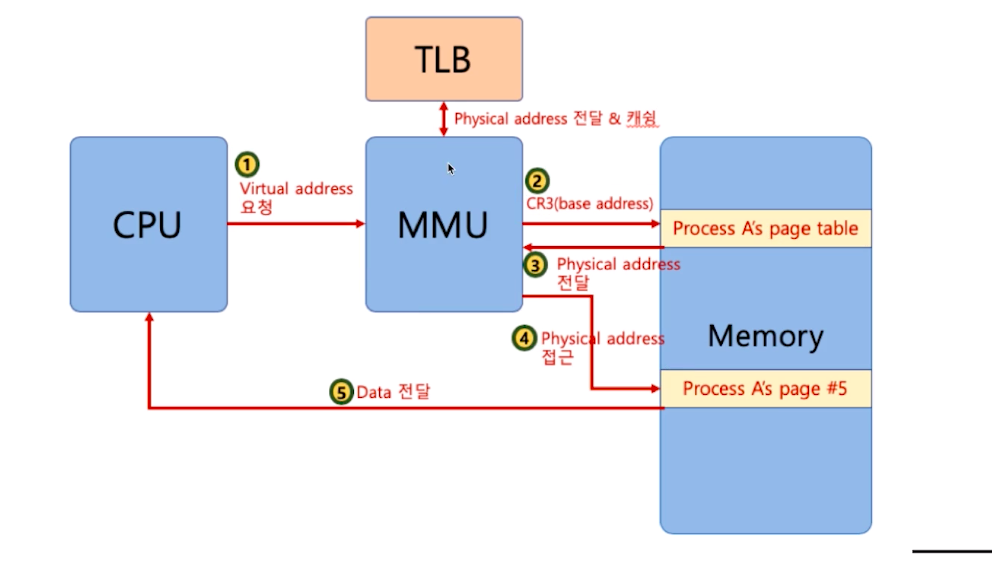 TLB
Physical address 전달 & 캐슁
CPU
1
Virtual address
요청
MMU
2
CR3(base address)
Process A's page table
3
Physical address
전달
Memory
4
Physical address
접근
Process A's page #5
5
Data 전달